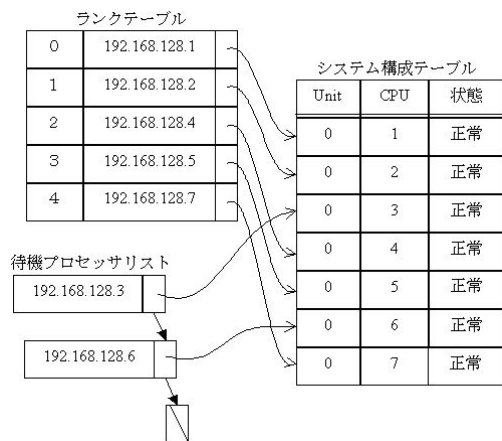 ランクテーブル
0 192.168.128.1
1 192.168.128.2
2 192.168.128.4
3 192.168.128.5
4 192.168.128.7
システム構成テーブル
Unit CPU 状態
0 1 正常
0 2 正常
0 3 正常
0 4 正常
0 5 正常
0 6 正常
0 7 正常
待機プロセッサリスト
192.168.128.3
192.168.128.6